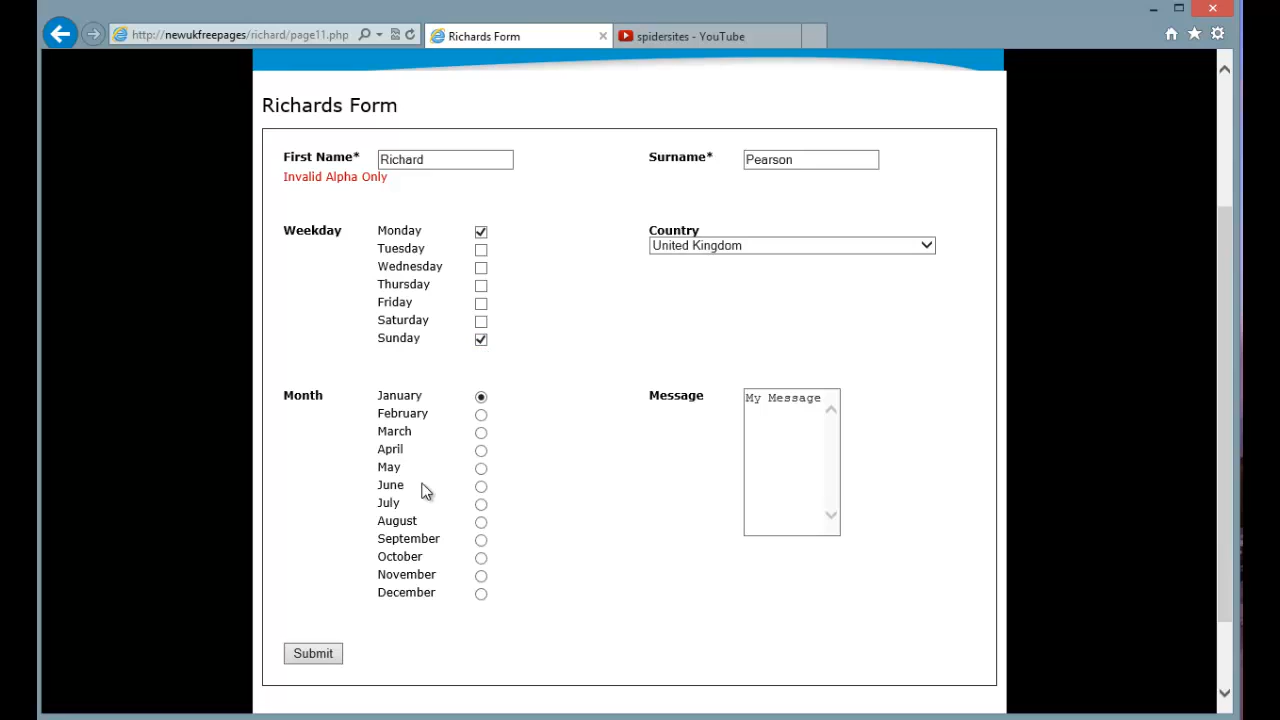 http://newukfreepages/richard/page11.php
Richards Form
spidersites - YouTube
Richards Form
First Name*
Richard
Surname*
Pearson
Invalid Alpha Only
Weekday
Monday
Tuesday
Wednesday
Thursday
Friday
Saturday
Sunday
Country
United Kingdom
Month
January
February
March
April
May
June
July
August
September
October
November
December
Message
My Message
Submit